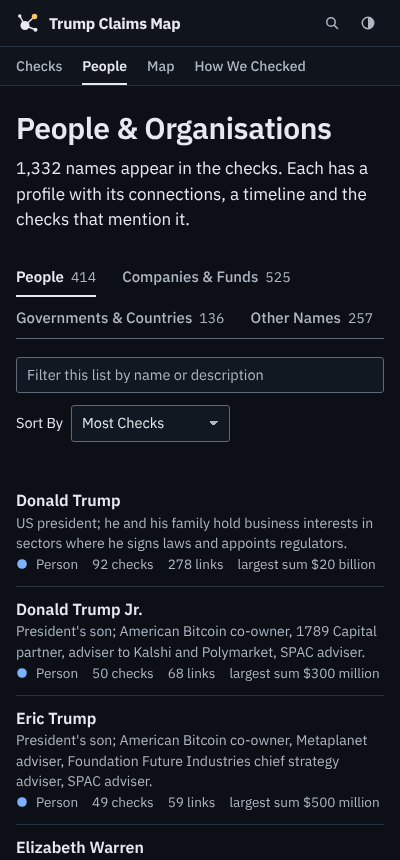 Trump Claims Map
Checks People Map How We Checked
People & Organisations
1,332 names appear in the checks. Each has a
profile with its connections, a timeline and the
checks that mention it.
People 414 Companies & Funds 525
Governments & Countries 136 Other Names 257
Filter this list by name or description
Sort By Most Checks
Donald Trump
US president; he and his family hold business interests in
sectors where he signs laws and appoints regulators.
Person 92 checks 278 links largest sum $20 billion
Donald Trump Jr.
President's son; American Bitcoin co-owner, 1789 Capital
partner, adviser to Kalshi and Polymarket, SPAC adviser.
Person 50 checks 68 links largest sum $300 million
Eric Trump
President's son; American Bitcoin co-owner, Metaplanet
adviser, Foundation Future Industries chief strategy
adviser, SPAC adviser.
Person 49 checks 59 links largest sum $500 million
Elizabeth Warren